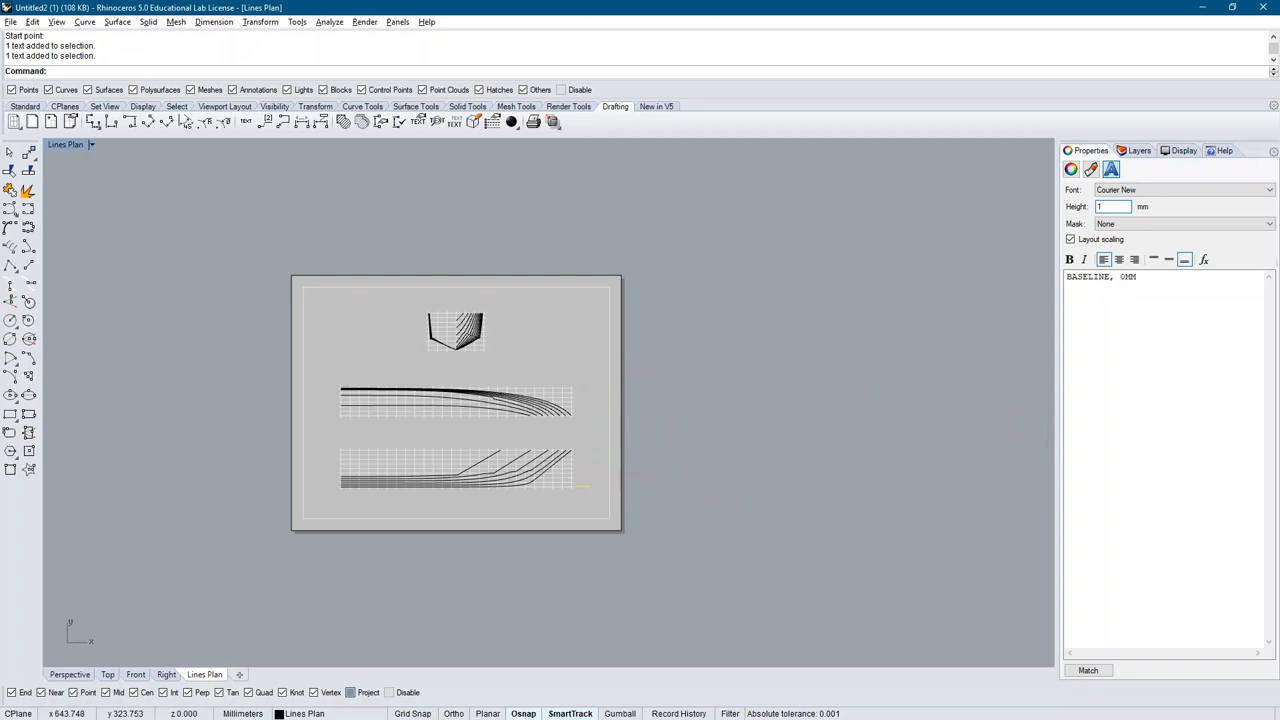 Untitled2 (1) (108 KB) - Rhinoceros 5.0 Educational Lab License - [Lines Plan]
File Edit View Curve Surface Solid Mesh Dimension Transform Tools Analyze Render Panels Help
Start point:
1 text added to selection.
1 text added to selection.
Command:
Points Curves Surfaces Polysurfaces Meshes Annotations Lights Blocks Control Points Point Clouds Hatches Others Disable
Standard CPlanes Set View Display Select Viewport Layout Visibility Transform Curve Tools Surface Tools Solid Tools Mesh Tools Render Tools Drafting New in V5
Lines Plan
Properties Layers Display Help
Font: Courier New
Height: 1 mm
Mask: None
Layout scaling
B I
BASELINE, 0MM
Match
y
x
Perspective Top Front Right Lines Plan
End Near Point Mid Cen Int Perp Tan Quad Knot Vertex Project Disable
CPlane x 643.748 y 323.753 z 0.000 Millimeters Lines Plan Grid Snap Ortho Planar Osnap SmartTrack Gumball Record History Filter Absolute tolerance: 0.001